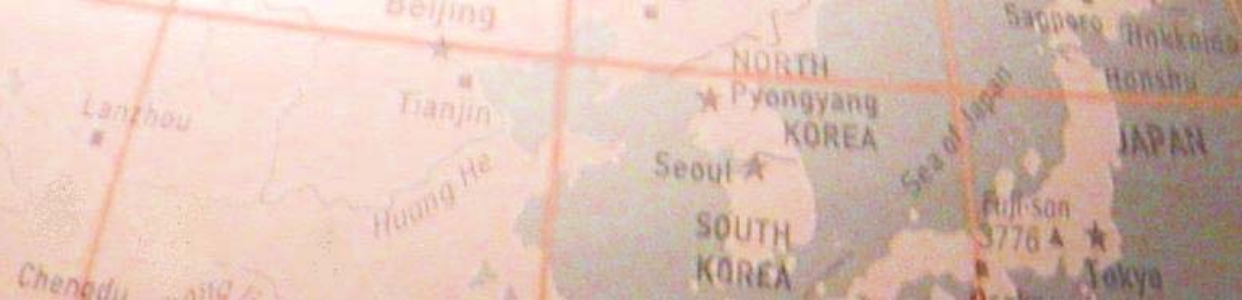 Beijing
Sapporo
Hokkaido
NORTH
Honshu
Lanzhou
Tianjin
Pyongyang
KOREA
Sea of Japan
JAPAN
Seoul
Huang He
Fuji-san
3776
SOUTH
KOREA
Tokyo
Chengdu